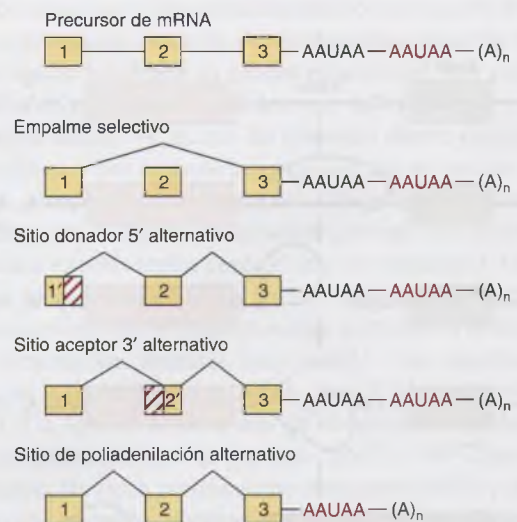 Precursor de mRNA
1 2 3 AAUAA — AAUAA — (A)n
Empalme selectivo
1 2 3 AAUAA — AAUAA — (A)n
Sitio donador 5′ alternativo
1′ 2 3 AAUAA — AAUAA — (A)n
Sitio aceptor 3′ alternativo
1 2′ 3 AAUAA — AAUAA — (A)n
Sitio de poliadenilación alternativo
1 2 3 AAUAA — (A)n